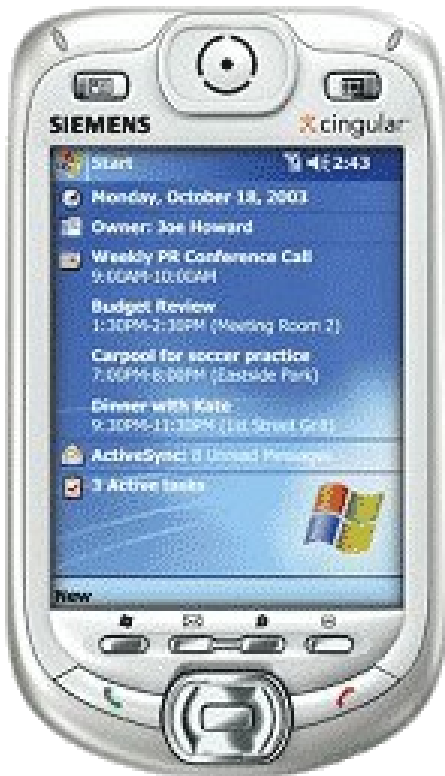 SIEMENS
cingular
Start 2:43
Monday, October 18, 2003
Owner: Joe Howard
Weekly PR Conference Call
9:00AM-10:00AM
Budget Review
1:30PM-2:30PM (Meeting Room 2)
Carpool for soccer practice
7:00PM-8:00PM (Eastside Park)
Dinner with Kate
9:30PM-11:30PM (1st Street Grill)
ActiveSync: 8 Unread Messages
3 Active tasks
New